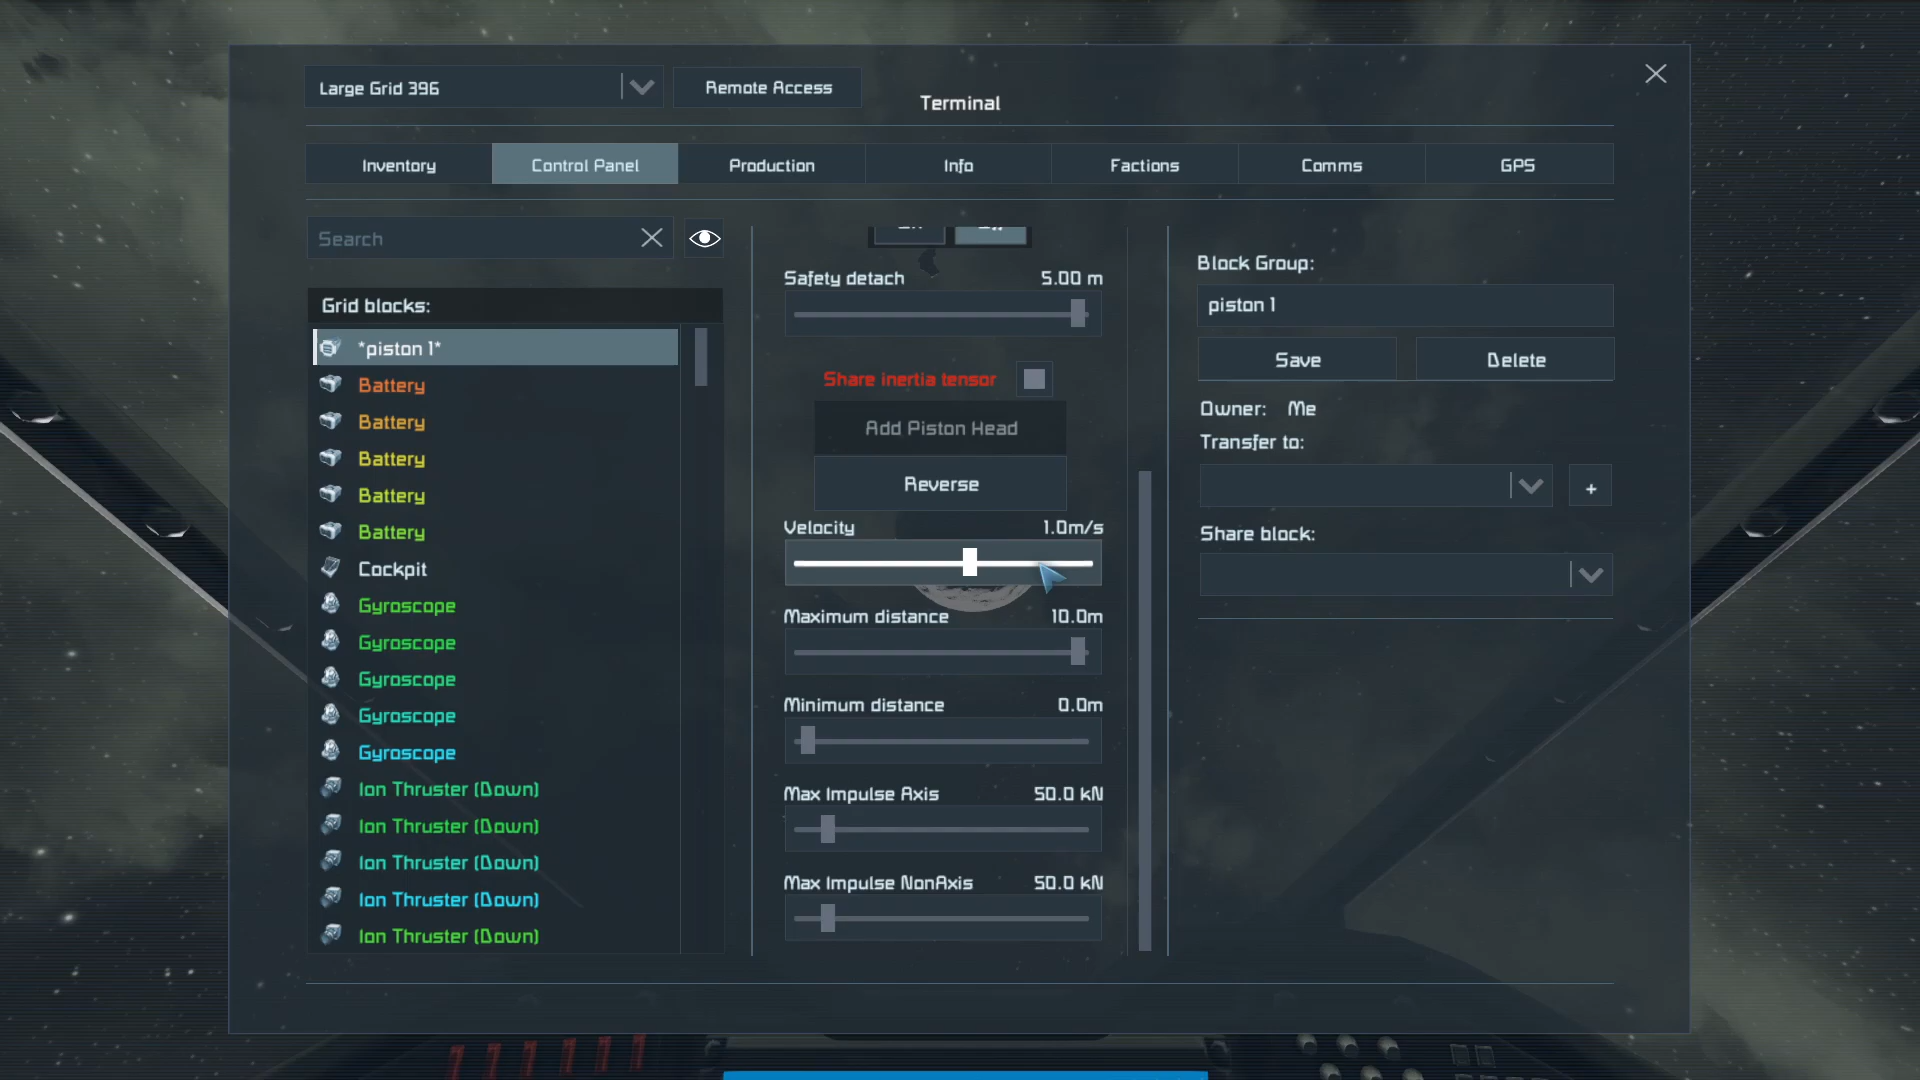 Large Grid 396
Remote Access
Terminal
Inventory
Control Panel
Production
Info
Factions
Comms
GPS
Search
Grid blocks:
*piston 1*
Battery
Battery
Battery
Battery
Battery
Cockpit
Gyroscope
Gyroscope
Gyroscope
Gyroscope
Gyroscope
Ion Thruster (Down)
Ion Thruster (Down)
Ion Thruster (Down)
Ion Thruster (Down)
Ion Thruster (Down)
Safety detach 5.00 m
Share inertia tensor
Add Piston Head
Reverse
Velocity 1.0m/s
Maximum distance 10.0m
Minimum distance 0.0m
Max Impulse Axis 50.0 kN
Max Impulse NonAxis 50.0 kN
Block Group:
piston 1
Save
Delete
Owner: Me
Transfer to:
+
Share block: